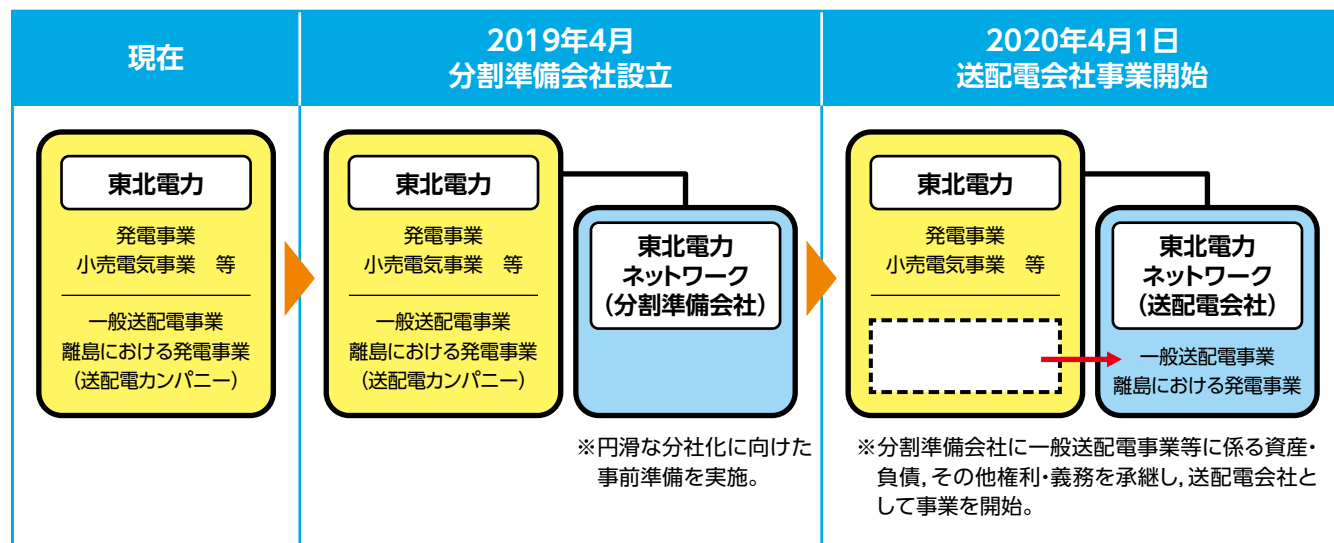 現在
2019年4月
分割準備会社設立
2020年4月1日
送配電会社事業開始
東北電力
発電事業
小売電気事業　等
一般送配電事業
離島における発電事業
(送配電カンパニー)
東北電力
発電事業
小売電気事業　等
一般送配電事業
離島における発電事業
(送配電カンパニー)
東北電力
ネットワーク
(分割準備会社)
※円滑な分社化に向けた
事前準備を実施。
東北電力
発電事業
小売電気事業　等
東北電力
ネットワーク
(送配電会社)
一般送配電事業
離島における発電事業
※分割準備会社に一般送配電事業等に係る資産・
負債,その他権利・義務を承継し,送配電会社と
して事業を開始。